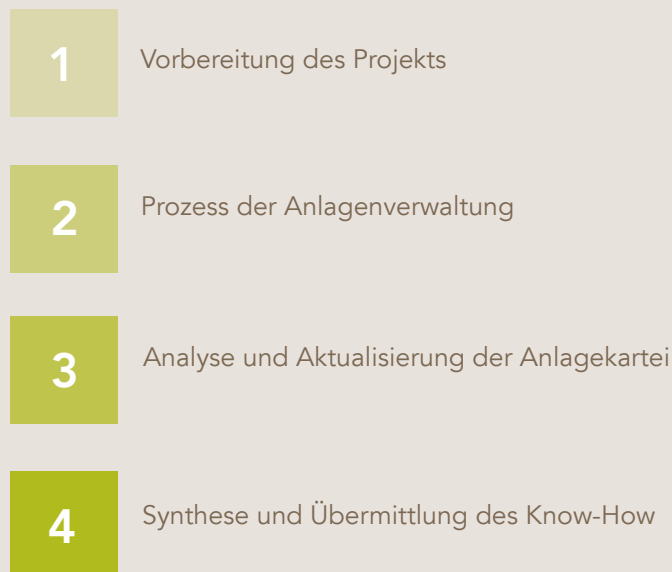 1
Vorbereitung des Projekts
2
Prozess der Anlagenverwaltung
3
Analyse und Aktualisierung der Anlagekartei
4
Synthese und Übermittlung des Know-How